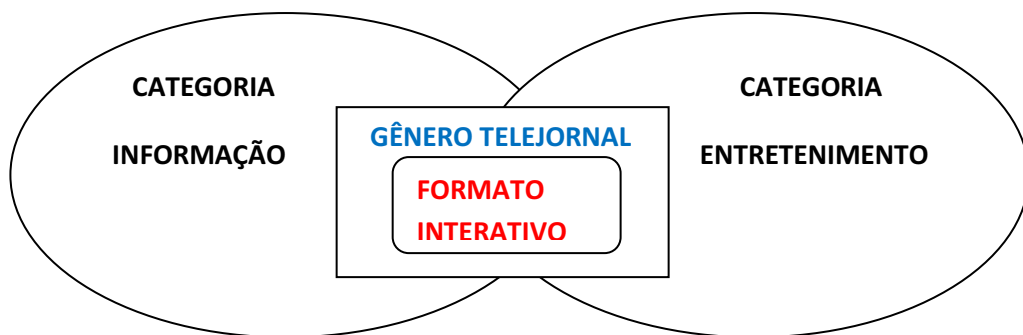 CATEGORIA
INFORMAÇÃO
GÊNERO TELEJORNAL
FORMATO
INTERATIVO
CATEGORIA
ENTRETENIMENTO